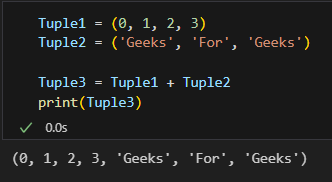 Tuple1 = (0, 1, 2, 3)
Tuple2 = ('Geeks', 'For', 'Geeks')
Tuple3 = Tuple1 + Tuple2
print(Tuple3)
0.0s
(0, 1, 2, 3, 'Geeks', 'For', 'Geeks')